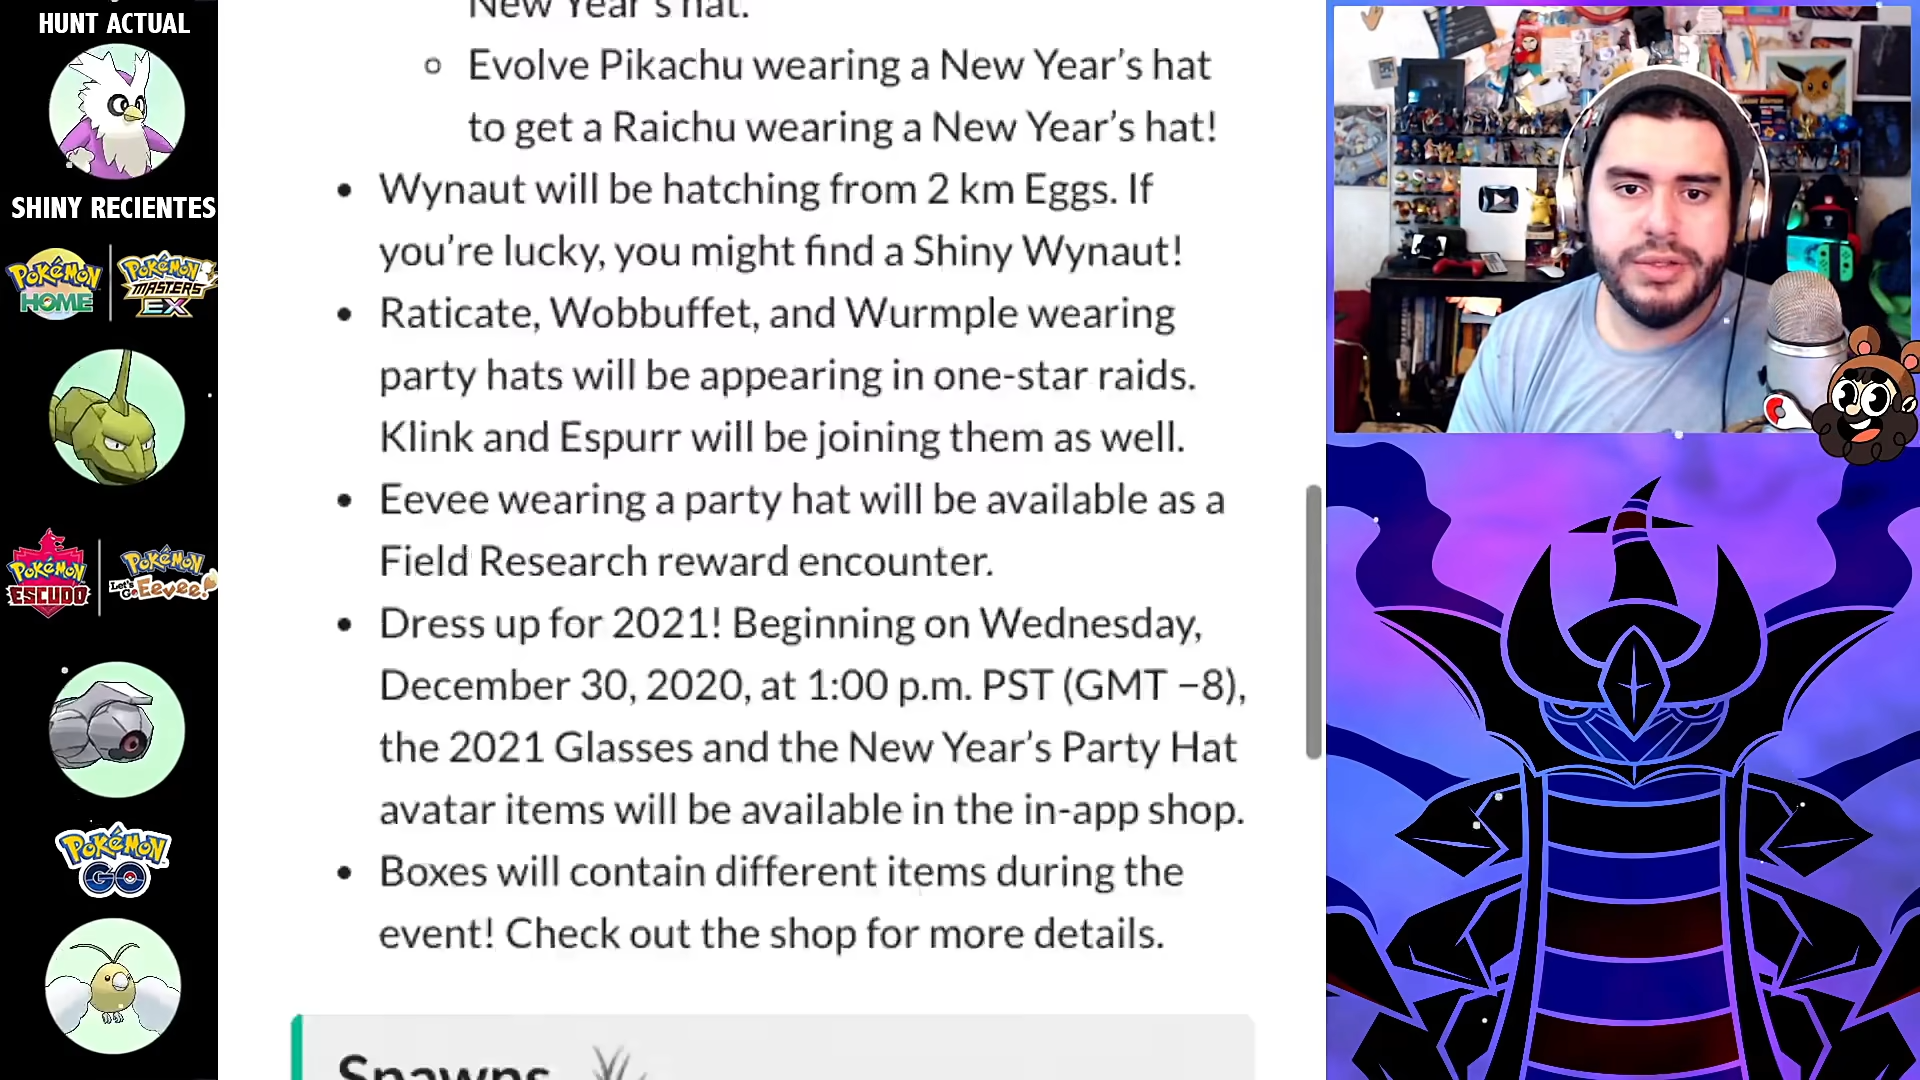 HUNT ACTUAL
SHINY RECIENTES
POKéMON
HOME
POKéMON
MASTERS
EX
POKéMON
ESCUDO
POKéMON
Let's Go, Eevee!
POKéMON
GO
New Year's hat.
Evolve Pikachu wearing a New Year's hat
to get a Raichu wearing a New Year's hat!
Wynaut will be hatching from 2 km Eggs. If
you're lucky, you might find a Shiny Wynaut!
Raticate, Wobbuffet, and Wurmple wearing
party hats will be appearing in one-star raids.
Klink and Espurr will be joining them as well.
Eevee wearing a party hat will be available as a
Field Research reward encounter.
Dress up for 2021! Beginning on Wednesday,
December 30, 2020, at 1:00 p.m. PST (GMT −8),
the 2021 Glasses and the New Year's Party Hat
avatar items will be available in the in-app shop.
Boxes will contain different items during the
event! Check out the shop for more details.
Spawns